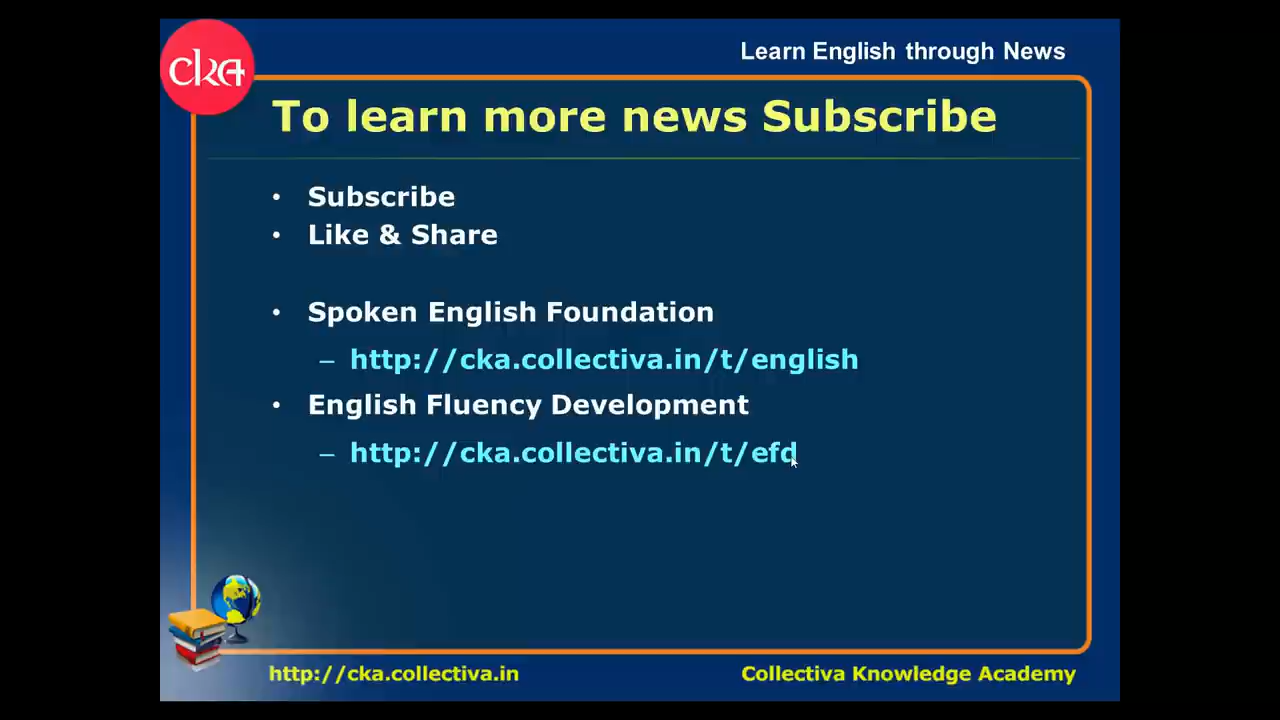 cka
Learn English through News
To learn more news Subscribe
• Subscribe
• Like & Share
• Spoken English Foundation
– http://cka.collectiva.in/t/english
• English Fluency Development
– http://cka.collectiva.in/t/efd
http://cka.collectiva.in
Collectiva Knowledge Academy